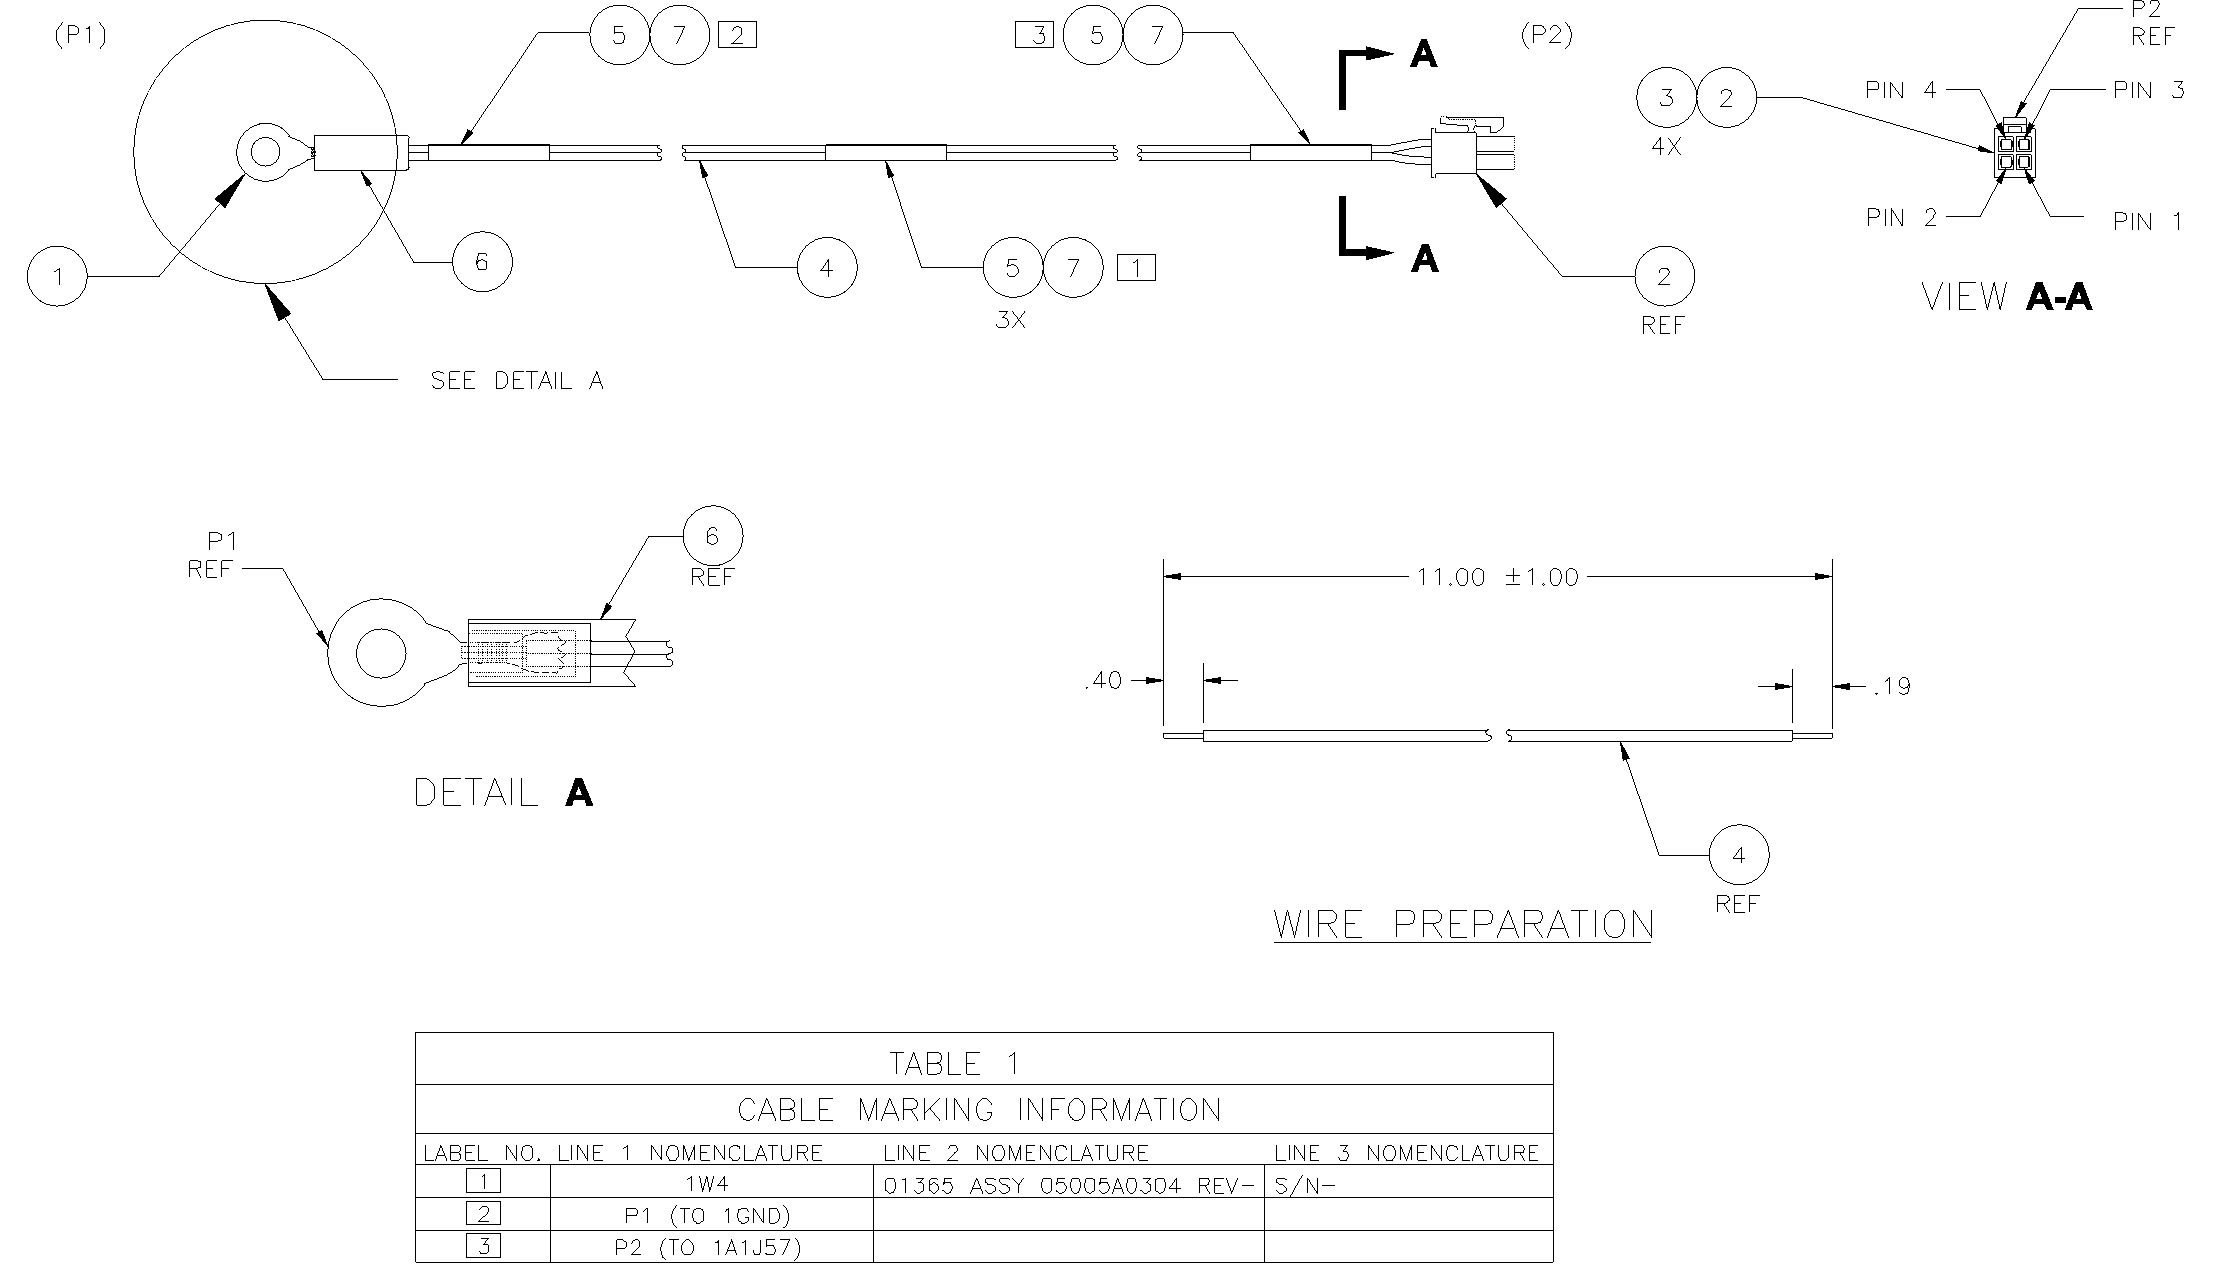 (P1)
5 7 2
3 5 7
A
(P2)
P2
REF
3 2
4X
PIN 4
PIN 3
PIN 2
PIN 1
1
6
4
5 7 1
3X
A
2
REF
VIEW A-A
SEE DETAIL A
P1
REF
6
REF
DETAIL A
11.00 ±1.00
.40
.19
4
REF
WIRE PREPARATION
TABLE 1
CABLE MARKING INFORMATION
LABEL NO. LINE 1 NOMENCLATURE LINE 2 NOMENCLATURE LINE 3 NOMENCLATURE
1 1W4 01365 ASSY 05005A0304 REV- S/N-
2 P1 (TO 1GND)
3 P2 (TO 1A1J57)